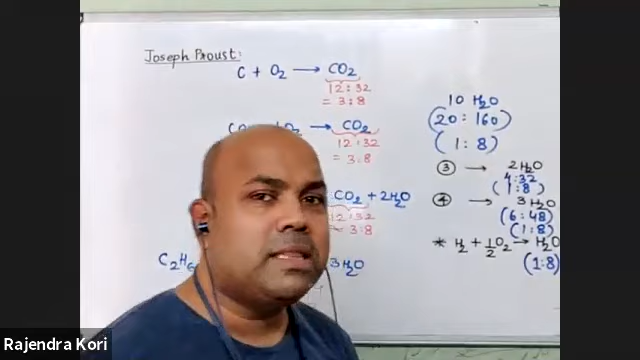 Joseph Proust:
C + O₂ ⟶ CO₂
12:32
= 3:8
O₂ ⟶ CO₂
12:32
= 3:8
CO₂ + 2H₂O
12:32
3:8
C₂H₆
3H₂O
10 H₂O
(20: 160)
(1: 8)
③ ⟶ 2H₂O
4:32
(1:8)
④ ⟶ 3H₂O
(6:48)
(1:8)
* H₂ + 1/2 O₂ → H₂O
(1:8)
Rajendra Kori